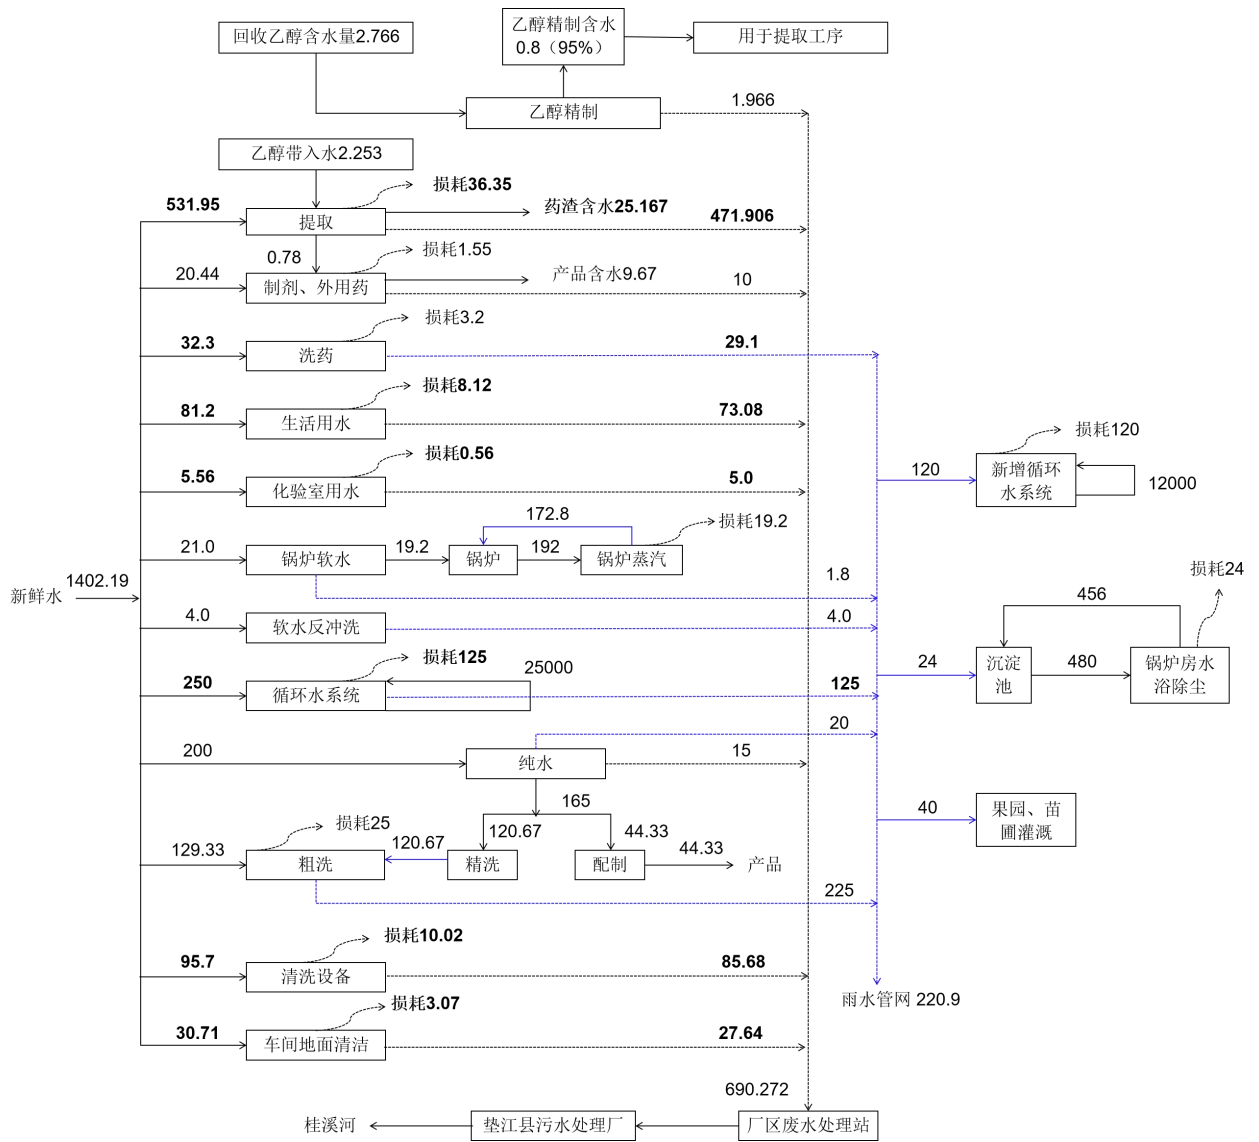 回收乙醇含水量2.766
乙醇精制含水
0.8（95%）
用于提取工序
乙醇精制
1.966
乙醇带入水2.253
损耗36.35
531.95
提取
药渣含水25.167
471.906
0.78
损耗1.55
20.44
制剂、外用药
产品含水9.67
10
损耗3.2
32.3
洗药
29.1
损耗8.12
81.2
生活用水
73.08
损耗0.56
5.56
化验室用水
5.0
损耗120
120
新增循环
水系统
12000
172.8
损耗19.2
21.0
锅炉软水
19.2
锅炉
192
锅炉蒸汽
1.8
新鲜水
1402.19
4.0
软水反冲洗
4.0
损耗24
456
24
沉淀
池
480
锅炉房水
浴除尘
损耗125
25000
250
循环水系统
125
20
200
纯水
15
165
120.67
44.33
损耗25
129.33
粗洗
120.67
精洗
配制
44.33
产品
225
40
果园、苗
圃灌溉
损耗10.02
95.7
清洗设备
85.68
雨水管网 220.9
损耗3.07
30.71
车间地面清洁
27.64
690.272
桂溪河
垫江县污水处理厂
厂区废水处理站